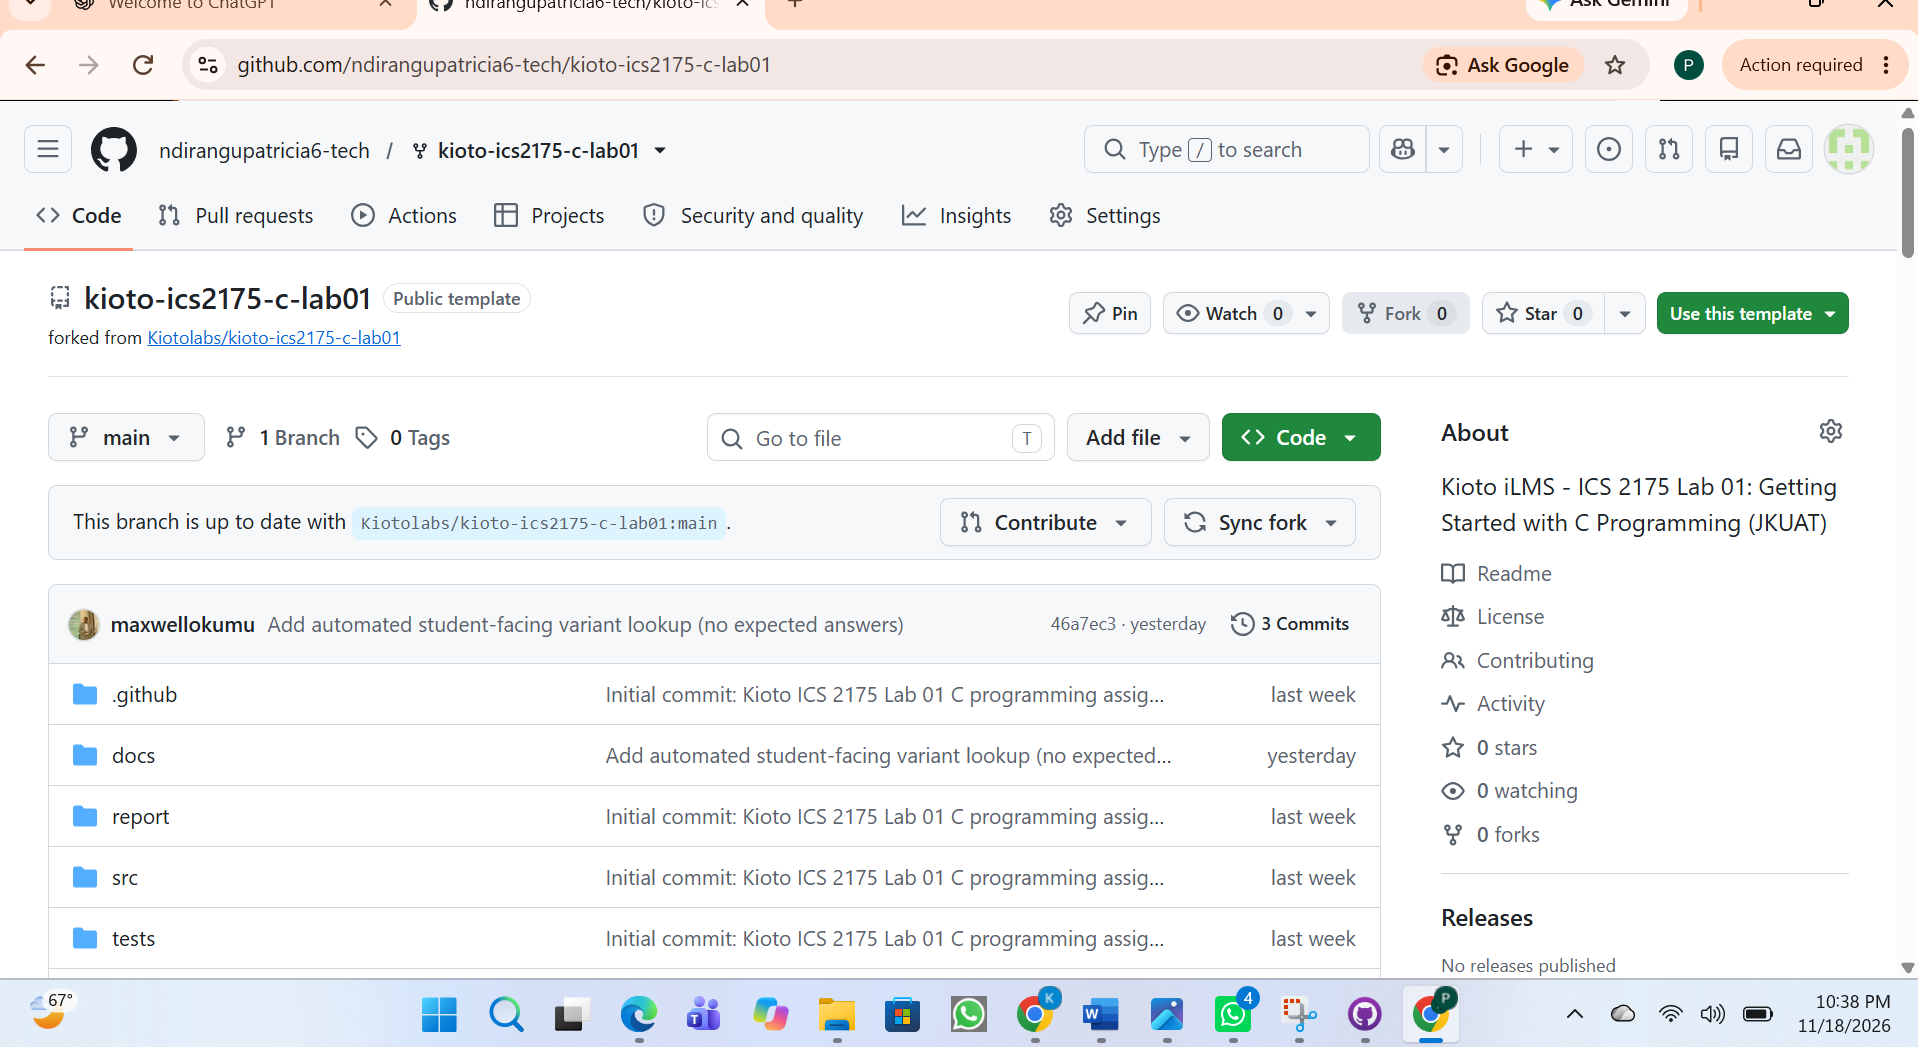 Welcome to ChatGPT
ndirangupatricia6-tech/kioto-ics
Ask Gemini
github.com/ndirangupatricia6-tech/kioto-ics2175-c-lab01
Ask Google
P
Action required
ndirangupatricia6-tech / kioto-ics2175-c-lab01
Type / to search
Code
Pull requests
Actions
Projects
Security and quality
Insights
Settings
kioto-ics2175-c-lab01
Public template
Pin
Watch 0
Fork 0
Star 0
Use this template
forked from Kiotolabs/kioto-ics2175-c-lab01
main
1 Branch
0 Tags
Go to file
T
Add file
Code
About
This branch is up to date with Kiotolabs/kioto-ics2175-c-lab01:main .
Contribute
Sync fork
Kioto iLMS - ICS 2175 Lab 01: Getting
Started with C Programming (JKUAT)
Readme
License
Contributing
Activity
0 stars
0 watching
0 forks
Releases
No releases published
maxwellokumu Add automated student-facing variant lookup (no expected answers)
46a7ec3 · yesterday
3 Commits
.github Initial commit: Kioto ICS 2175 Lab 01 C programming assig... last week
docs Add automated student-facing variant lookup (no expected... yesterday
report Initial commit: Kioto ICS 2175 Lab 01 C programming assig... last week
src Initial commit: Kioto ICS 2175 Lab 01 C programming assig... last week
tests Initial commit: Kioto ICS 2175 Lab 01 C programming assig... last week
67°
T
K
W
4
P
10:38 PM
11/18/2026